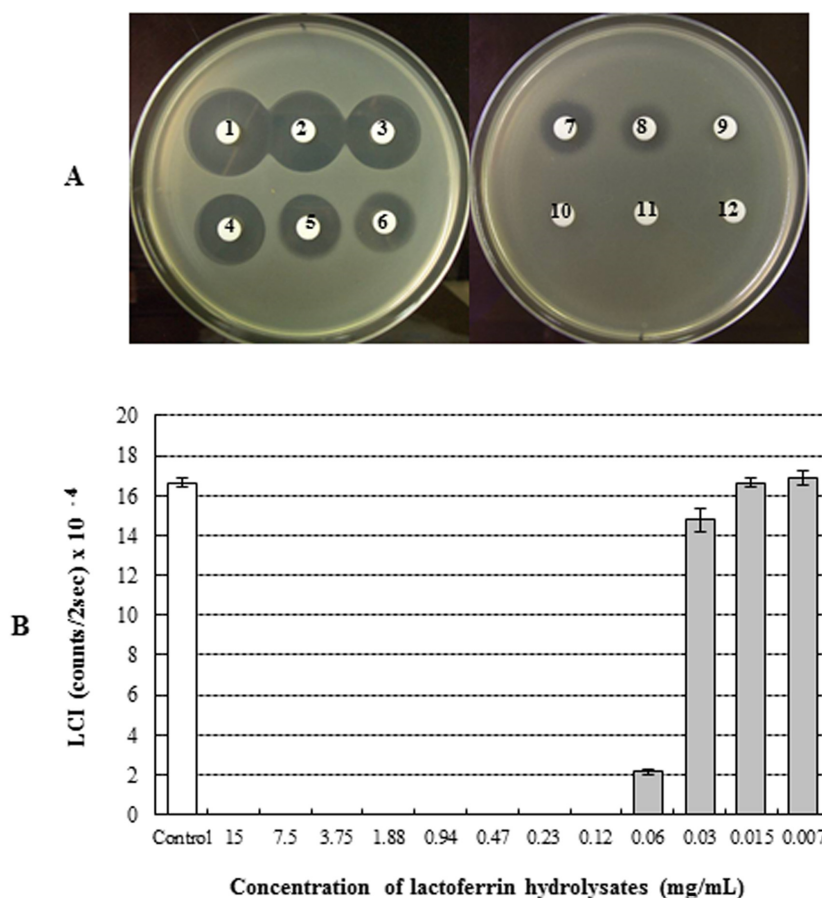 A
1 2 3
4 5 6
7 8 9
10 11 12
B
LCI (counts/2sec) x 10 -4
20
18
16
14
12
10
8
6
4
2
0
Control 15 7.5 3.75 1.88 0.94 0.47 0.23 0.12 0.06 0.03 0.015 0.007
Concentration of lactoferrin hydrolysates (mg/mL)